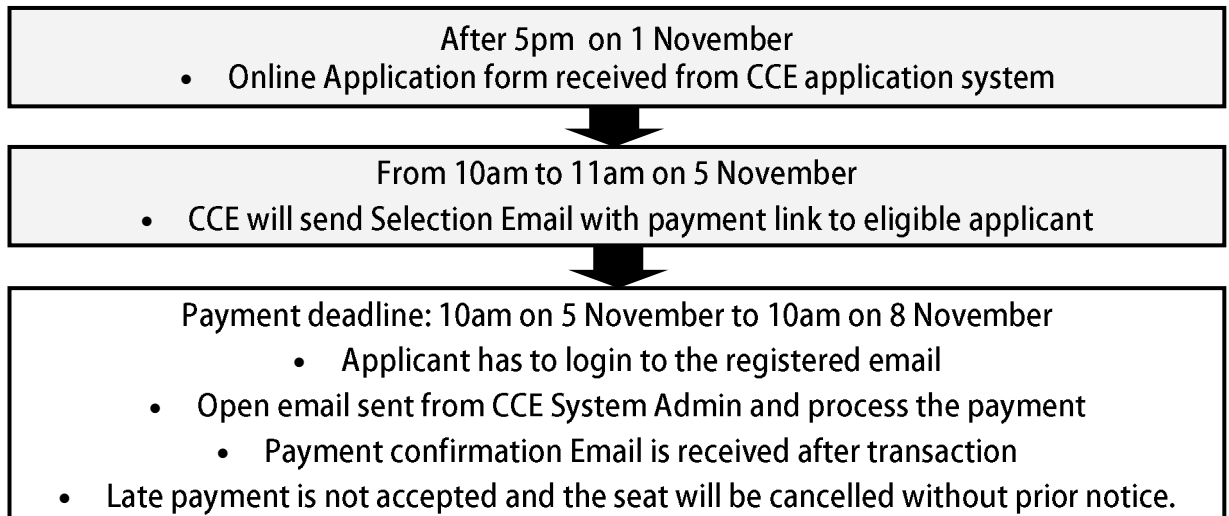 After 5pm on 1 November
• Online Application form received from CCE application system
From 10am to 11am on 5 November
• CCE will send Selection Email with payment link to eligible applicant
Payment deadline: 10am on 5 November to 10am on 8 November
• Applicant has to login to the registered email
• Open email sent from CCE System Admin and process the payment
• Payment confirmation Email is received after transaction
• Late payment is not accepted and the seat will be cancelled without prior notice.